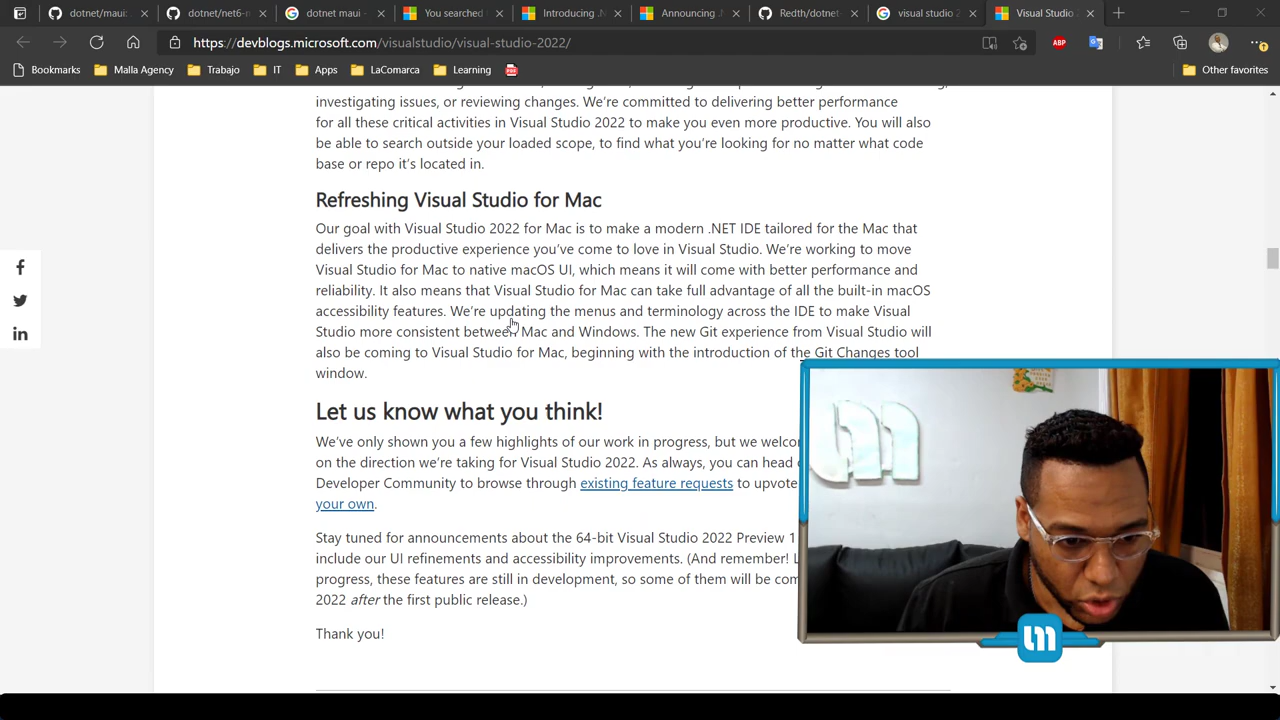 dotnet/maui:
dotnet/net6-m
dotnet maui -
You searched
Introducing .N
Announcing .N
Redth/dotnet-
visual studio 2
Visual Studio
https://devblogs.microsoft.com/visualstudio/visual-studio-2022/
ABP
Bookmarks
Malla Agency
Trabajo
IT
Apps
LaComarca
Learning
PDF
Other favorites
investigating issues, or reviewing changes. We're committed to delivering better performance
for all these critical activities in Visual Studio 2022 to make you even more productive. You will also
be able to search outside your loaded scope, to find what you're looking for no matter what code
base or repo it's located in.
Refreshing Visual Studio for Mac
Our goal with Visual Studio 2022 for Mac is to make a modern .NET IDE tailored for the Mac that
delivers the productive experience you've come to love in Visual Studio. We're working to move
Visual Studio for Mac to native macOS UI, which means it will come with better performance and
reliability. It also means that Visual Studio for Mac can take full advantage of all the built-in macOS
accessibility features. We're updating the menus and terminology across the IDE to make Visual
Studio more consistent between Mac and Windows. The new Git experience from Visual Studio will
also be coming to Visual Studio for Mac, beginning with the introduction of the Git Changes tool
window.
Let us know what you think!
We've only shown you a few highlights of our work in progress, but we welco
on the direction we're taking for Visual Studio 2022. As always, you can head
Developer Community to browse through existing feature requests to upvote
your own.
Stay tuned for announcements about the 64-bit Visual Studio 2022 Preview 1
include our UI refinements and accessibility improvements. (And remember! L
progress, these features are still in development, so some of them will be com
2022 after the first public release.)
Thank you!